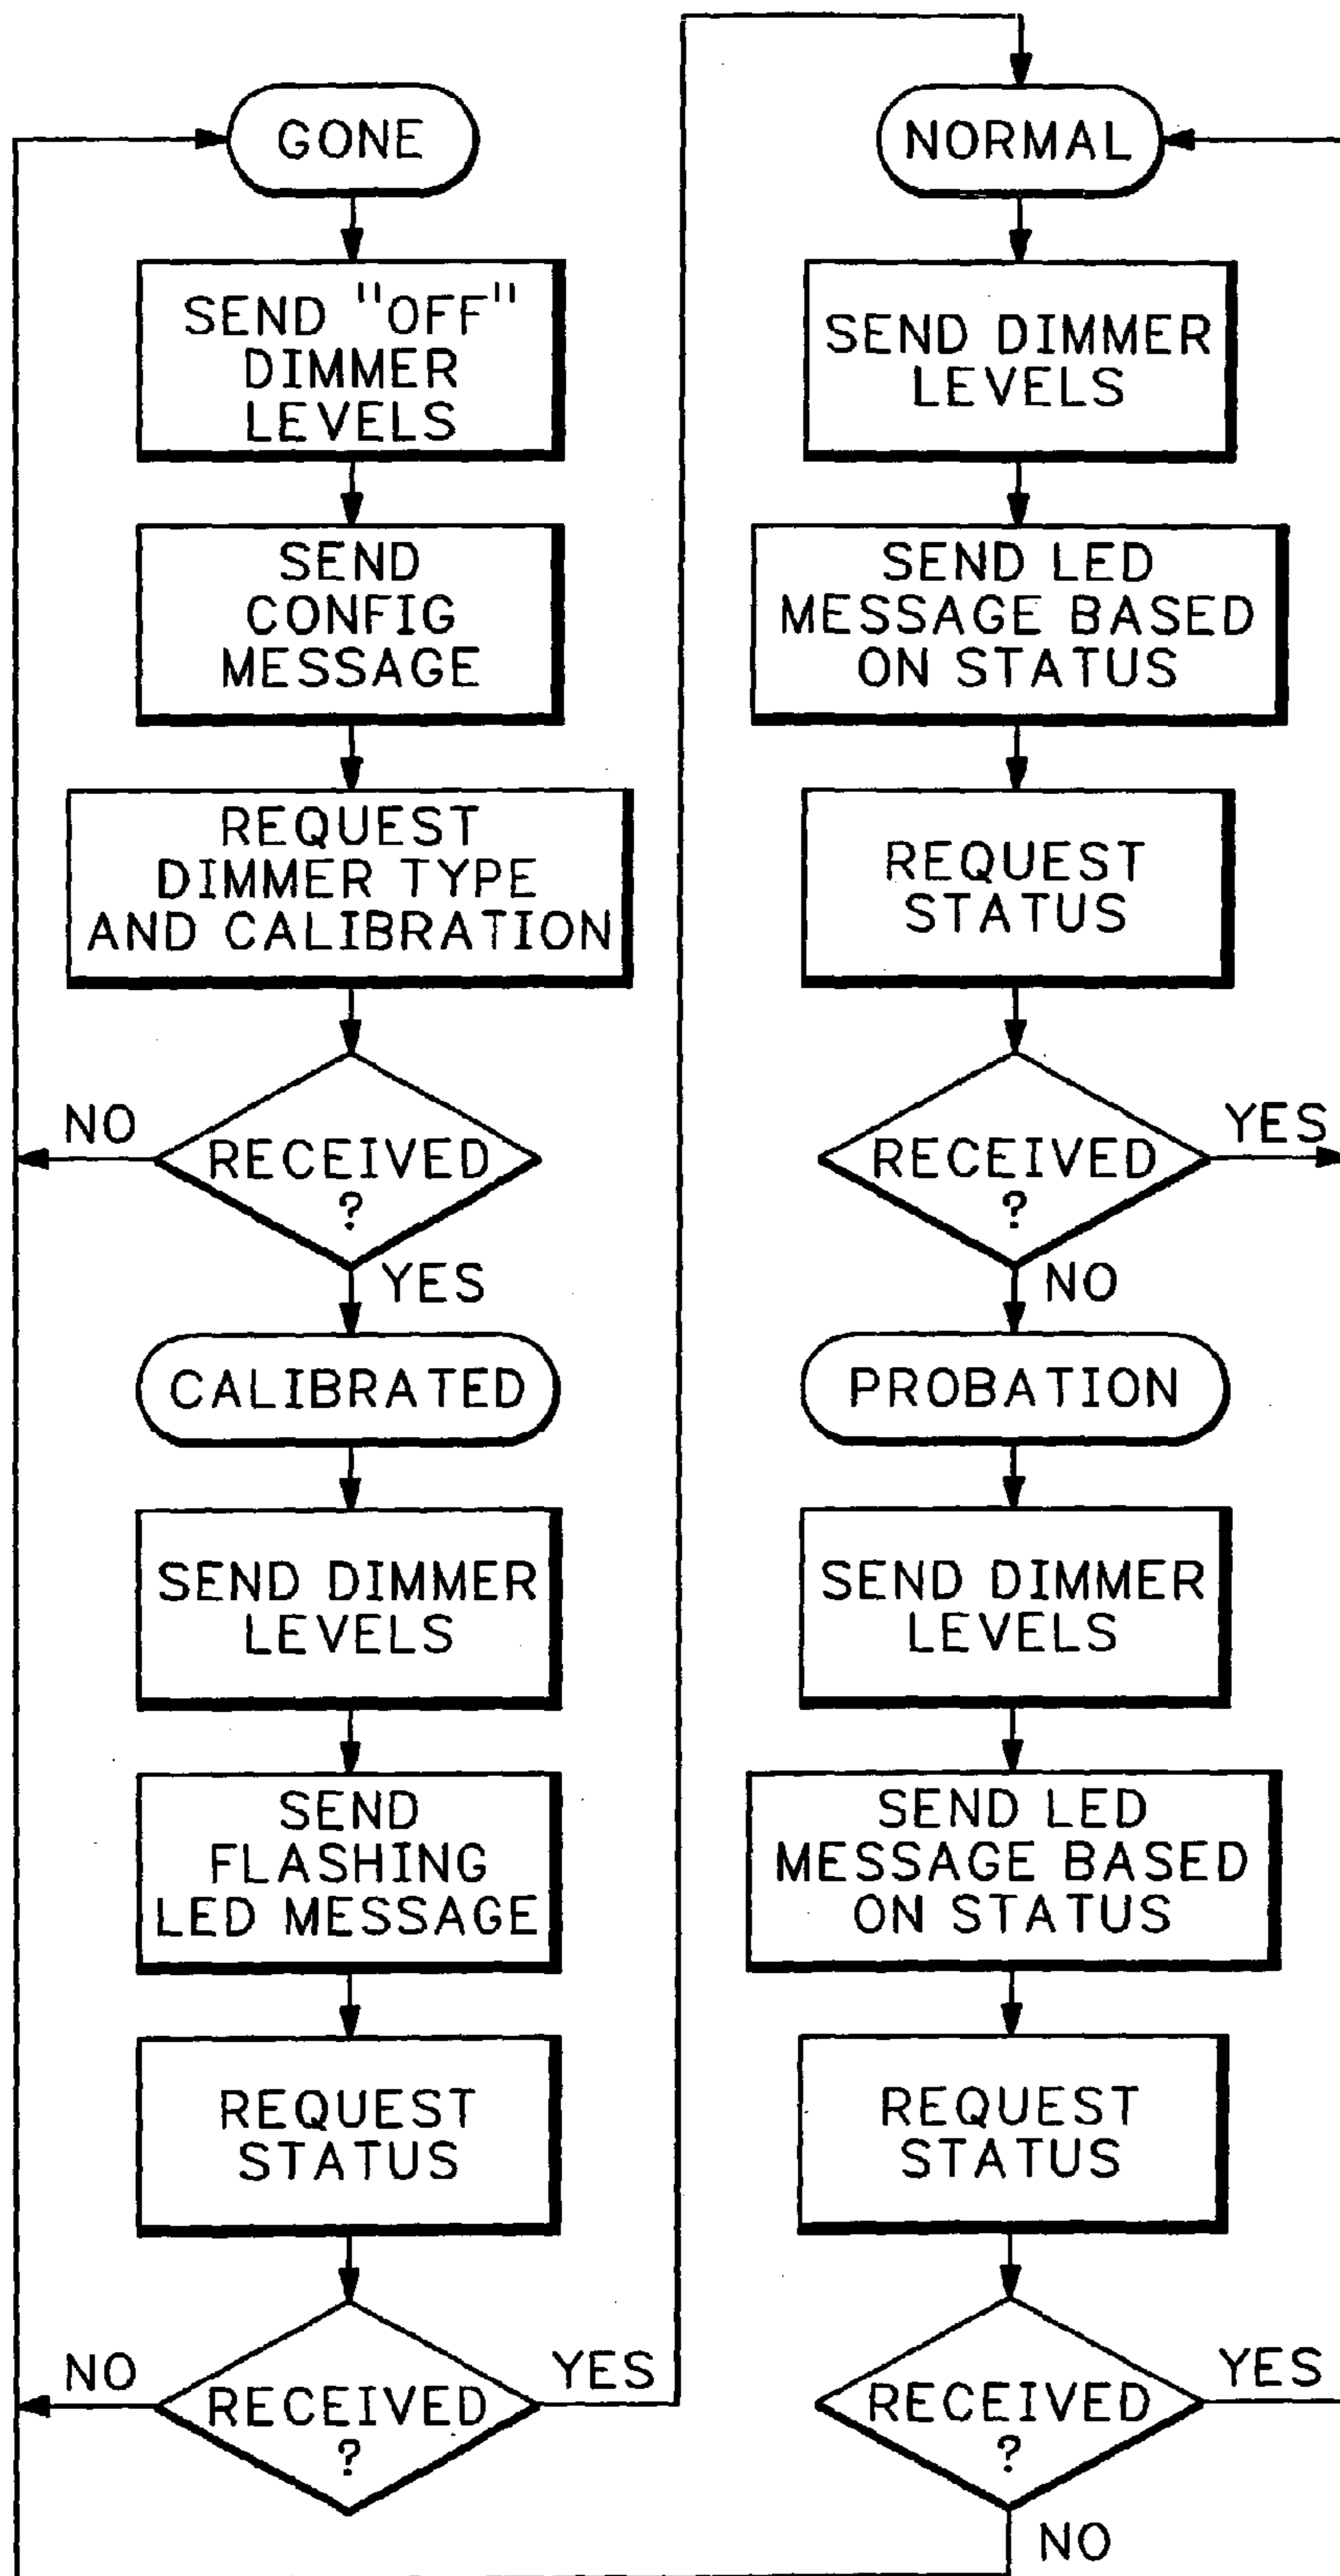 GONE
SEND "OFF"
DIMMER
LEVELS
SEND
CONFIG
MESSAGE
REQUEST
DIMMER TYPE
AND CALIBRATION
NO
RECEIVED
?
YES
CALIBRATED
SEND DIMMER
LEVELS
SEND
FLASHING
LED MESSAGE
REQUEST
STATUS
NO
RECEIVED
?
YES
NORMAL
SEND DIMMER
LEVELS
SEND LED
MESSAGE BASED
ON STATUS
REQUEST
STATUS
RECEIVED
?
YES
NO
PROBATION
SEND DIMMER
LEVELS
SEND LED
MESSAGE BASED
ON STATUS
REQUEST
STATUS
RECEIVED
?
YES
NO